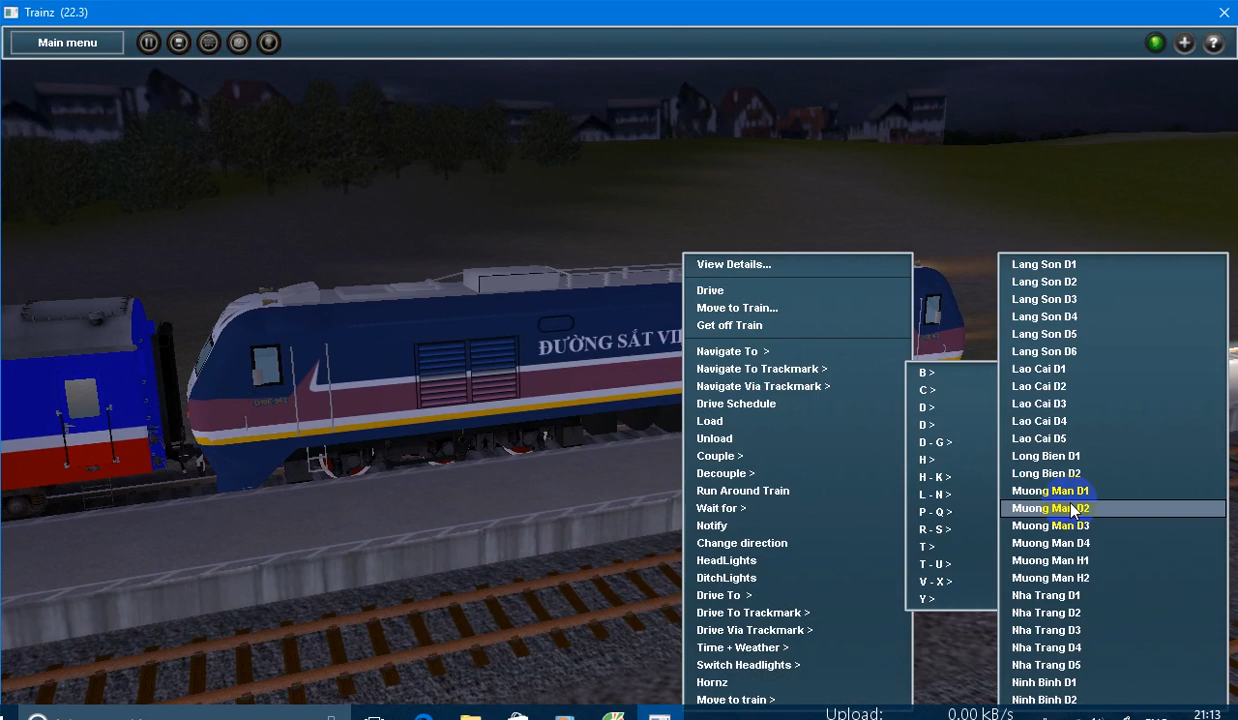 Trainz (22.3)
Main menu
ĐƯỜNG SẮT VI
View Details...
Drive
Move to Train...
Get off Train
Navigate To >
Navigate To Trackmark >
Navigate Via Trackmark >
Drive Schedule
Load
Unload
Couple >
Decouple >
Run Around Train
Wait for >
Notify
Change direction
HeadLights
DitchLights
Drive To >
Drive To Trackmark >
Drive Via Trackmark >
Time + Weather >
Switch Headlights >
Hornz
Move to train >
B >
C >
D >
D >
D - G >
H >
H - K >
L - N >
P - Q >
R - S >
T >
T - U >
V - X >
Y >
Lang Son D1
Lang Son D2
Lang Son D3
Lang Son D4
Lang Son D5
Lang Son D6
Lao Cai D1
Lao Cai D2
Lao Cai D3
Lao Cai D4
Lao Cai D5
Long Bien D1
Long Bien D2
Muong Man D1
Muong Man D2
Muong Man D3
Muong Man D4
Muong Man H1
Muong Man H2
Nha Trang D1
Nha Trang D2
Nha Trang D3
Nha Trang D4
Nha Trang D5
Ninh Binh D1
Ninh Binh D2
Upload: 0.00 kB/s
21:13